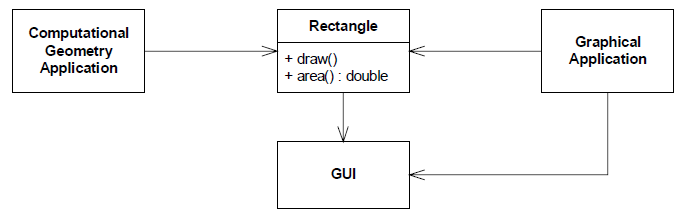 Computational
Geometry
Application
Rectangle
+ draw()
+ area() : double
Graphical
Application
GUI